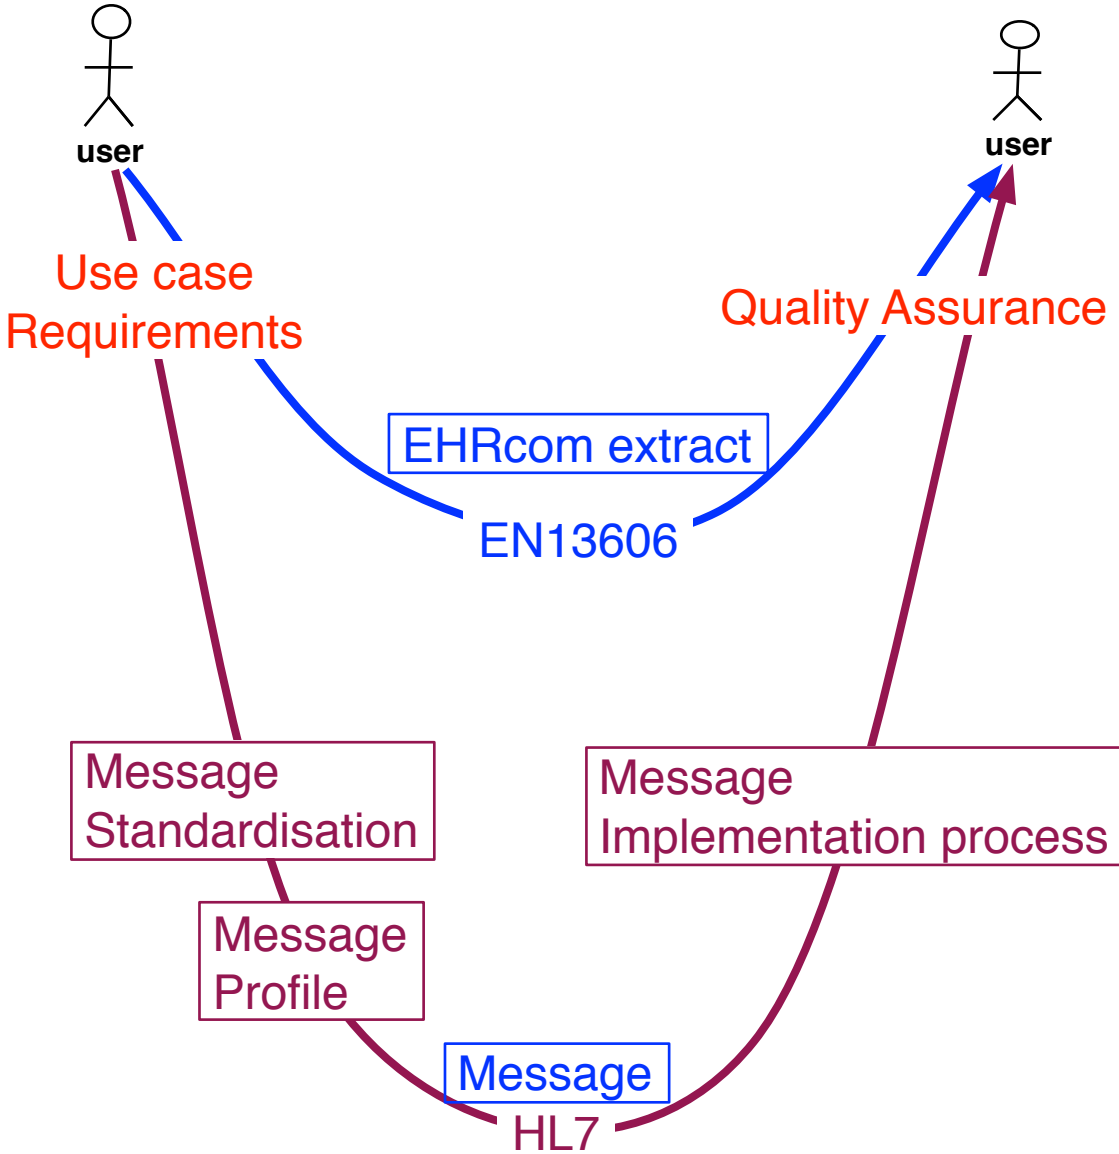 user
user
Use case
Requirements
Quality Assurance
EHRcom extract
EN13606
Message
Standardisation
Message
Implementation process
Message
Profile
Message
HL7